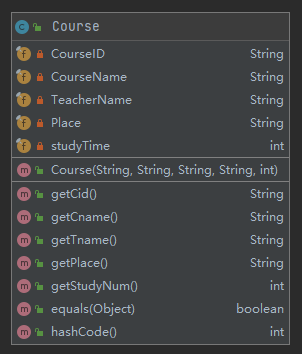 Course
CourseID String
CourseName String
TeacherName String
Place String
studyTime int
Course(String, String, String, String, int)
getCid() String
getCname() String
getTname() String
getPlace() String
getStudyNum() int
equals(Object) boolean
hashCode() int